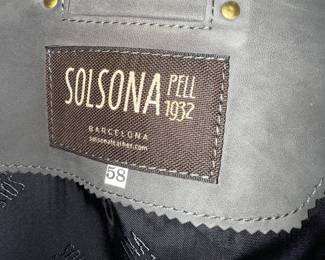 SOLSONA PELL
1932
BARCELONA
solsonaleather.com
58